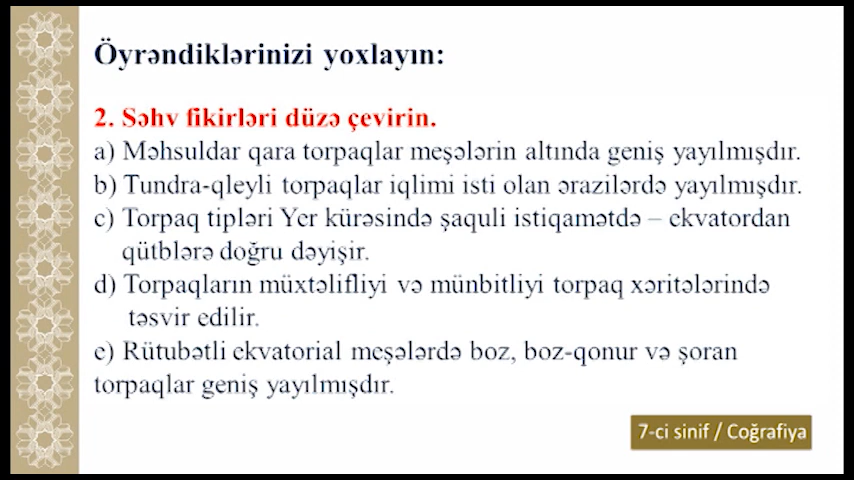 Öyrəndiklərinizi yoxlayın:
2. Səhv fikirləri düzə çevirin.
a) Məhsuldar qara torpaqlar meşələrin altında geniş yayılmışdır.
b) Tundra-qleyli torpaqlar iqlimi isti olan ərazilərdə yayılmışdır.
c) Torpaq tipləri Yer kürəsində şaquli istiqamətdə – ekvatordan
qütblərə doğru dəyişir.
d) Torpaqların müxtəlifliyi və münbitliyi torpaq xəritələrində
təsvir edilir.
e) Rütubətli ekvatorial meşələrdə boz, boz-qonur və şoran
torpaqlar geniş yayılmışdır.
7-ci sinif / Coğrafiya